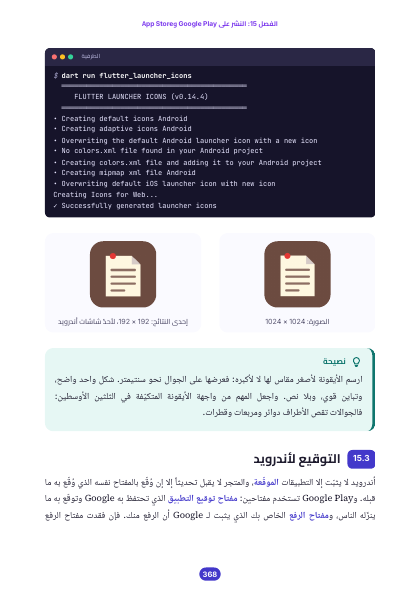 الفصل 15: النشر على Google Play وApp Store
الطرفية
$ dart run flutter_launcher_icons
════════════════════════════════════════════
FLUTTER LAUNCHER ICONS (v0.14.4)
════════════════════════════════════════════
• Creating default icons Android
• Creating adaptive icons Android
• Overwriting the default Android launcher icon with a new icon
• No colors.xml file found in your Android project
• Creating colors.xml file and adding it to your Android project
• Creating mipmap xml file Android
• Overwriting default iOS launcher icon with new icon
Creating Icons for Web...
✓ Successfully generated launcher icons
الصورة: 1024 × 1024
إحدى النتائج: 192 × 192، لأحدّ شاشات أندرويد
نصيحة
ارسم الأيقونة لأصغر مقاس لها لا لأكبره: فعرضها على الجوال نحو سنتيمتر. شكل واحد واضح،
وتباين قوي، وبلا نص. واجعل المهم من واجهة الأيقونة المتكيّفة في الثلثين الأوسطين:
فالجوالات تقص الأطراف دوائر ومربعات وقطرات.
15.3 التوقيع لأندرويد
أندرويد لا يثبّت إلا التطبيقات الموقّعة، والمتجر لا يقبل تحديثاً إلا إن وُقّع بالمفتاح نفسه الذي وُقّع به ما
قبله. وGoogle Play تستخدم مفتاحين: مفتاح توقيع التطبيق الذي تحتفظ به Google وتوقع به ما
ينزّله الناس، ومفتاح الرفع الخاص بك الذي يثبت لـ Google أن الرفع منك. فإن فقدت مفتاح الرفع
368